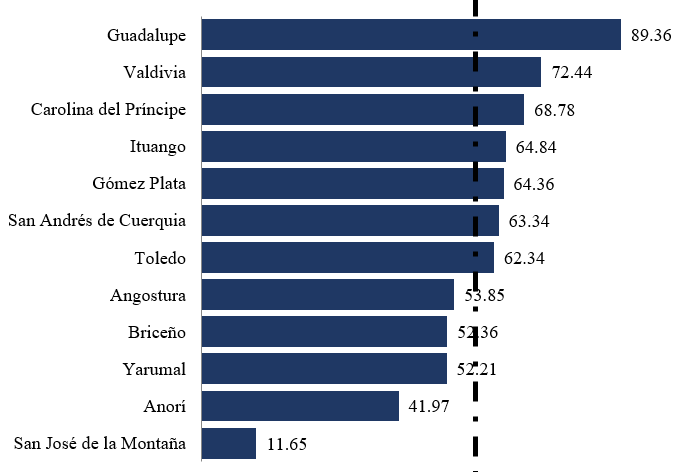 Guadalupe 89.36
Valdivia 72.44
Carolina del Príncipe 68.78
Ituango 64.84
Gómez Plata 64.36
San Andrés de Cuerquia 63.34
Toledo 62.34
Angostura 53.85
Briceño 52.36
Yarumal 52.21
Anorí 41.97
San José de la Montaña 11.65